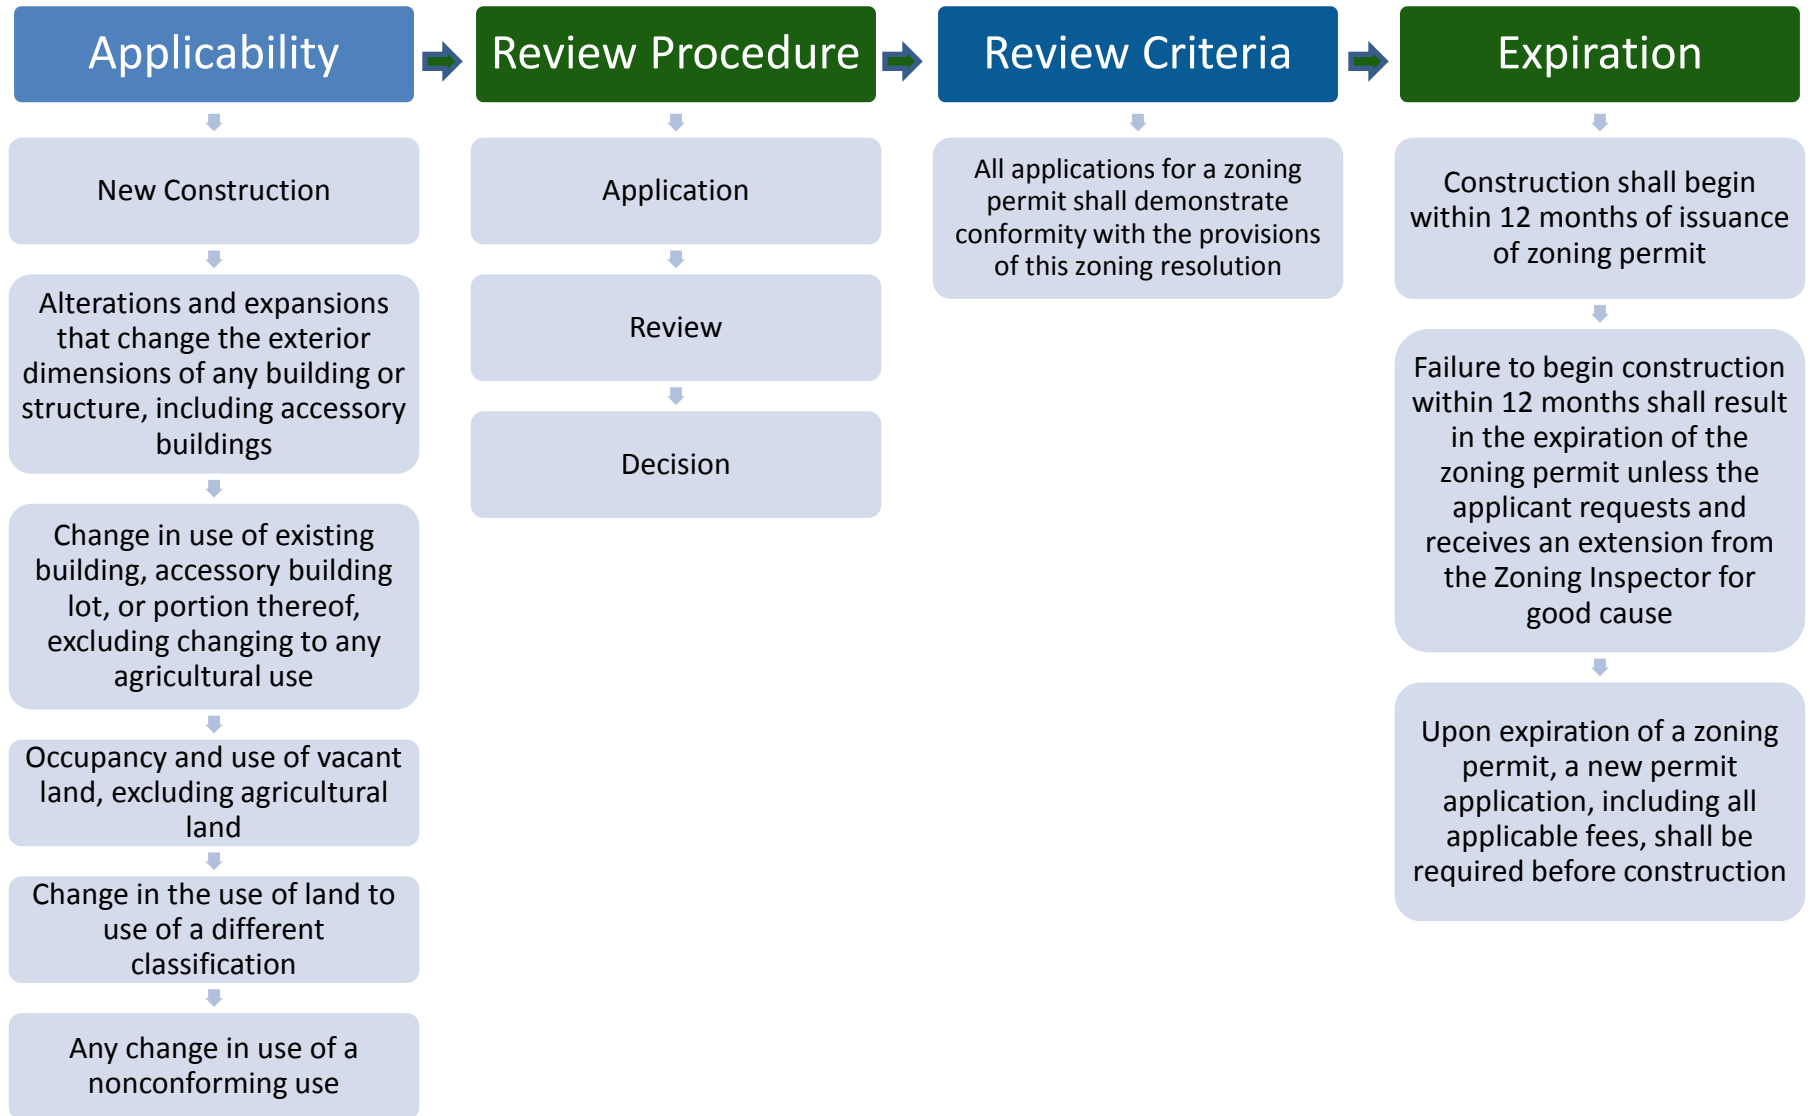 Applicability
New Construction
Alterations and expansions
that change the exterior
dimensions of any building or
structure, including accessory
buildings
Change in use of existing
building, accessory building
lot, or portion thereof,
excluding changing to any
agricultural use
Occupancy and use of vacant
land, excluding agricultural
land
Change in the use of land to
use of a different
classification
Any change in use of a
nonconforming use
Review Procedure
Application
Review
Decision
Review Criteria
All applications for a zoning
permit shall demonstrate
conformity with the provisions
of this zoning resolution
Expiration
Construction shall begin
within 12 months of issuance
of zoning permit
Failure to begin construction
within 12 months shall result
in the expiration of the
zoning permit unless the
applicant requests and
receives an extension from
the Zoning Inspector for
good cause
Upon expiration of a zoning
permit, a new permit
application, including all
applicable fees, shall be
required before construction